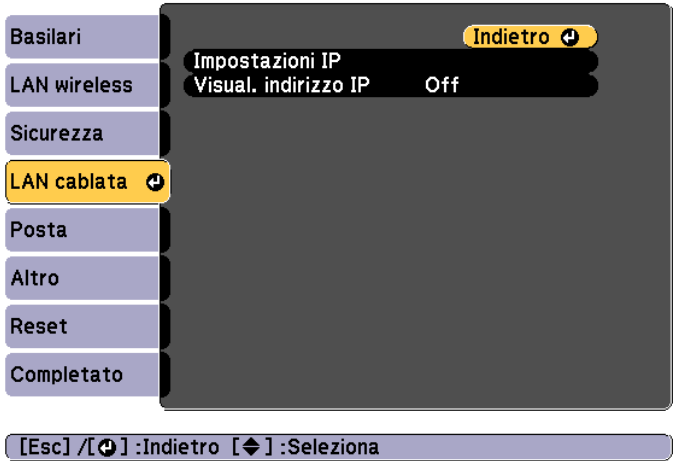 Basilari
LAN wireless
Sicurezza
LAN cablata
Posta
Altro
Reset
Completato
Indietro
Impostazioni IP
Visual. indirizzo IP Off
[Esc] /[⏎] :Indietro [◆] :Seleziona